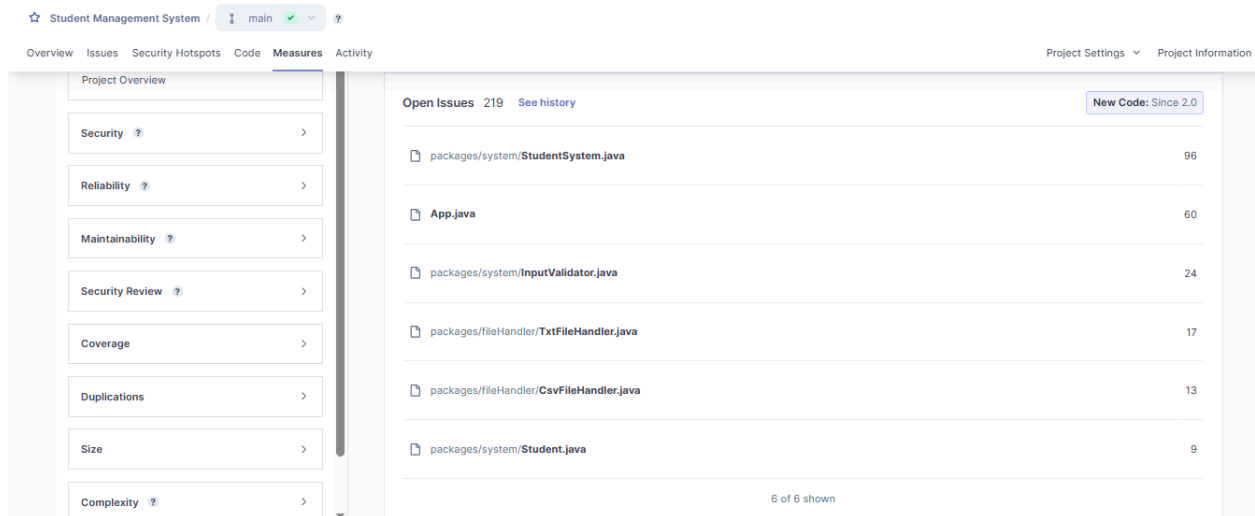 Student Management System / main ?
Overview Issues Security Hotspots Code Measures Activity Project Settings Project Information
Project Overview
Security ?
Reliability ?
Maintainability ?
Security Review ?
Coverage
Duplications
Size
Complexity ?
Open Issues 219 See history New Code: Since 2.0
packages/system/StudentSystem.java 96
App.java 60
packages/system/InputValidator.java 24
packages/fileHandler/TxtFileHandler.java 17
packages/fileHandler/CsvFileHandler.java 13
packages/system/Student.java 9
6 of 6 shown